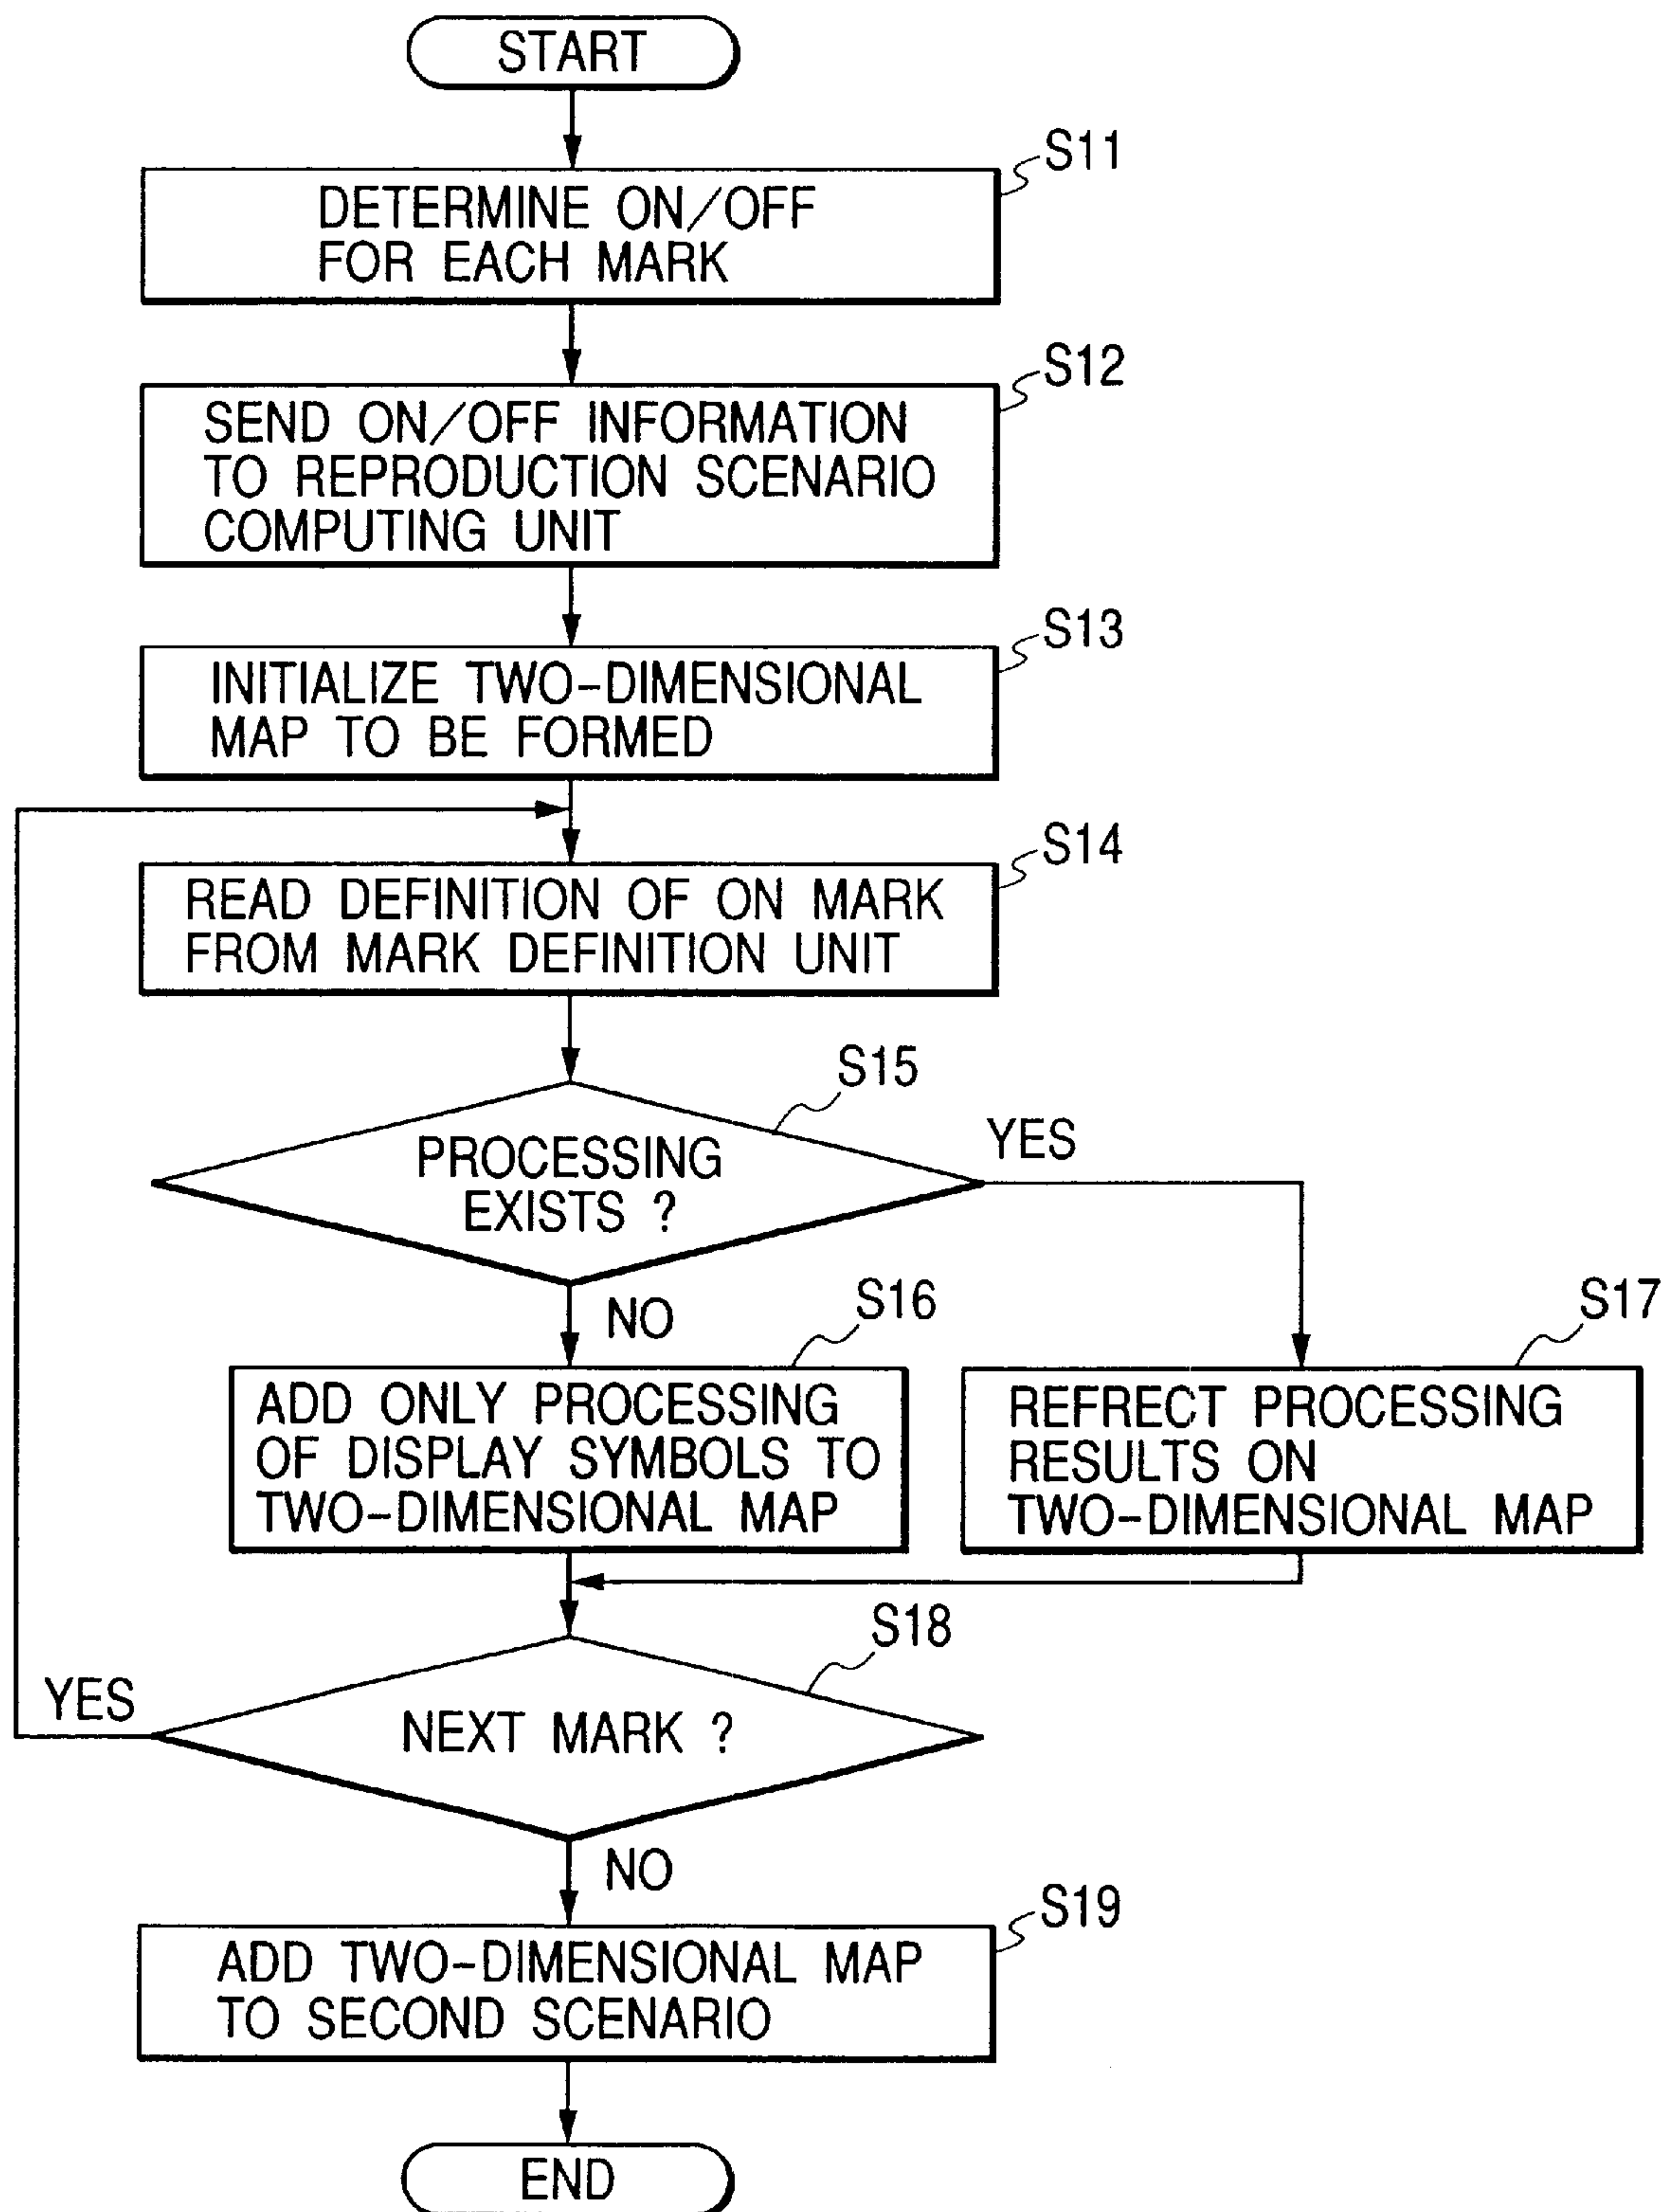 START
S11
DETERMINE ON/OFF
FOR EACH MARK
S12
SEND ON/OFF INFORMATION
TO REPRODUCTION SCENARIO
COMPUTING UNIT
S13
INITIALIZE TWO-DIMENSIONAL
MAP TO BE FORMED
S14
READ DEFINITION OF ON MARK
FROM MARK DEFINITION UNIT
S15
PROCESSING
EXISTS ?
YES
NO
S16
ADD ONLY PROCESSING
OF DISPLAY SYMBOLS TO
TWO-DIMENSIONAL MAP
S17
REFRECT PROCESSING
RESULTS ON
TWO-DIMENSIONAL MAP
S18
NEXT MARK ?
YES
NO
S19
ADD TWO-DIMENSIONAL MAP
TO SECOND SCENARIO
END